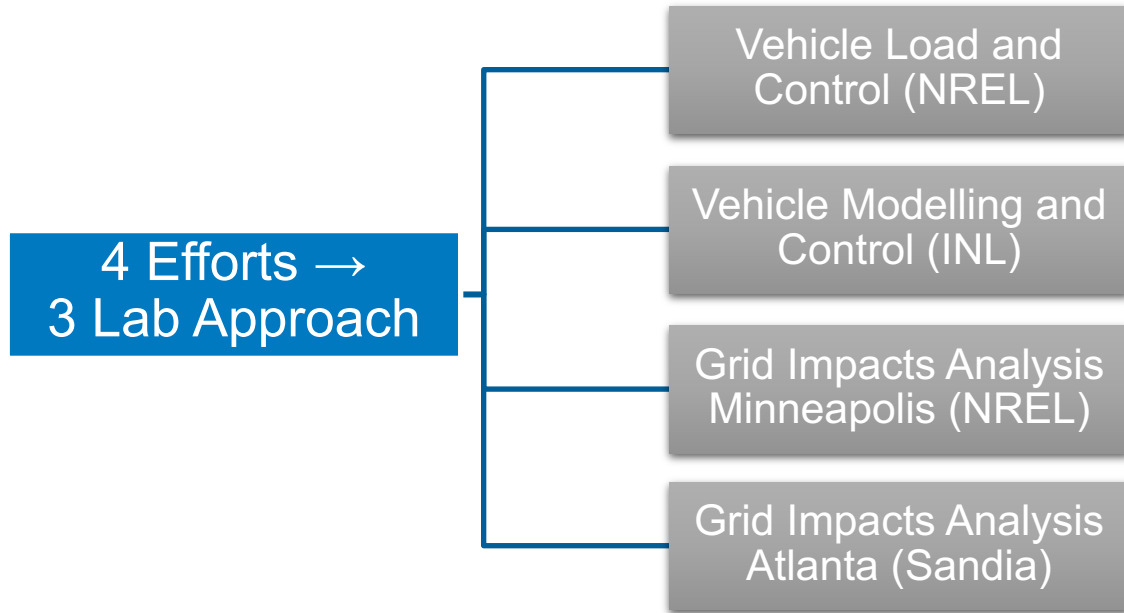 Vehicle Load and
Control (NREL)
Vehicle Modelling and
Control (INL)
4 Efforts →
3 Lab Approach
Grid Impacts Analysis
Minneapolis (NREL)
Grid Impacts Analysis
Atlanta (Sandia)